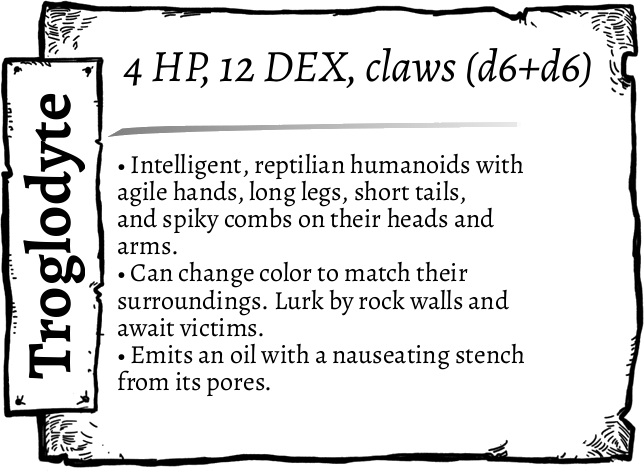 Troglodyte
4 HP, 12 DEX, claws (d6+d6)
• Intelligent, reptilian humanoids with
agile hands, long legs, short tails,
and spiky combs on their heads and
arms.
• Can change color to match their
surroundings. Lurk by rock walls and
await victims.
• Emits an oil with a nauseating stench
from its pores.